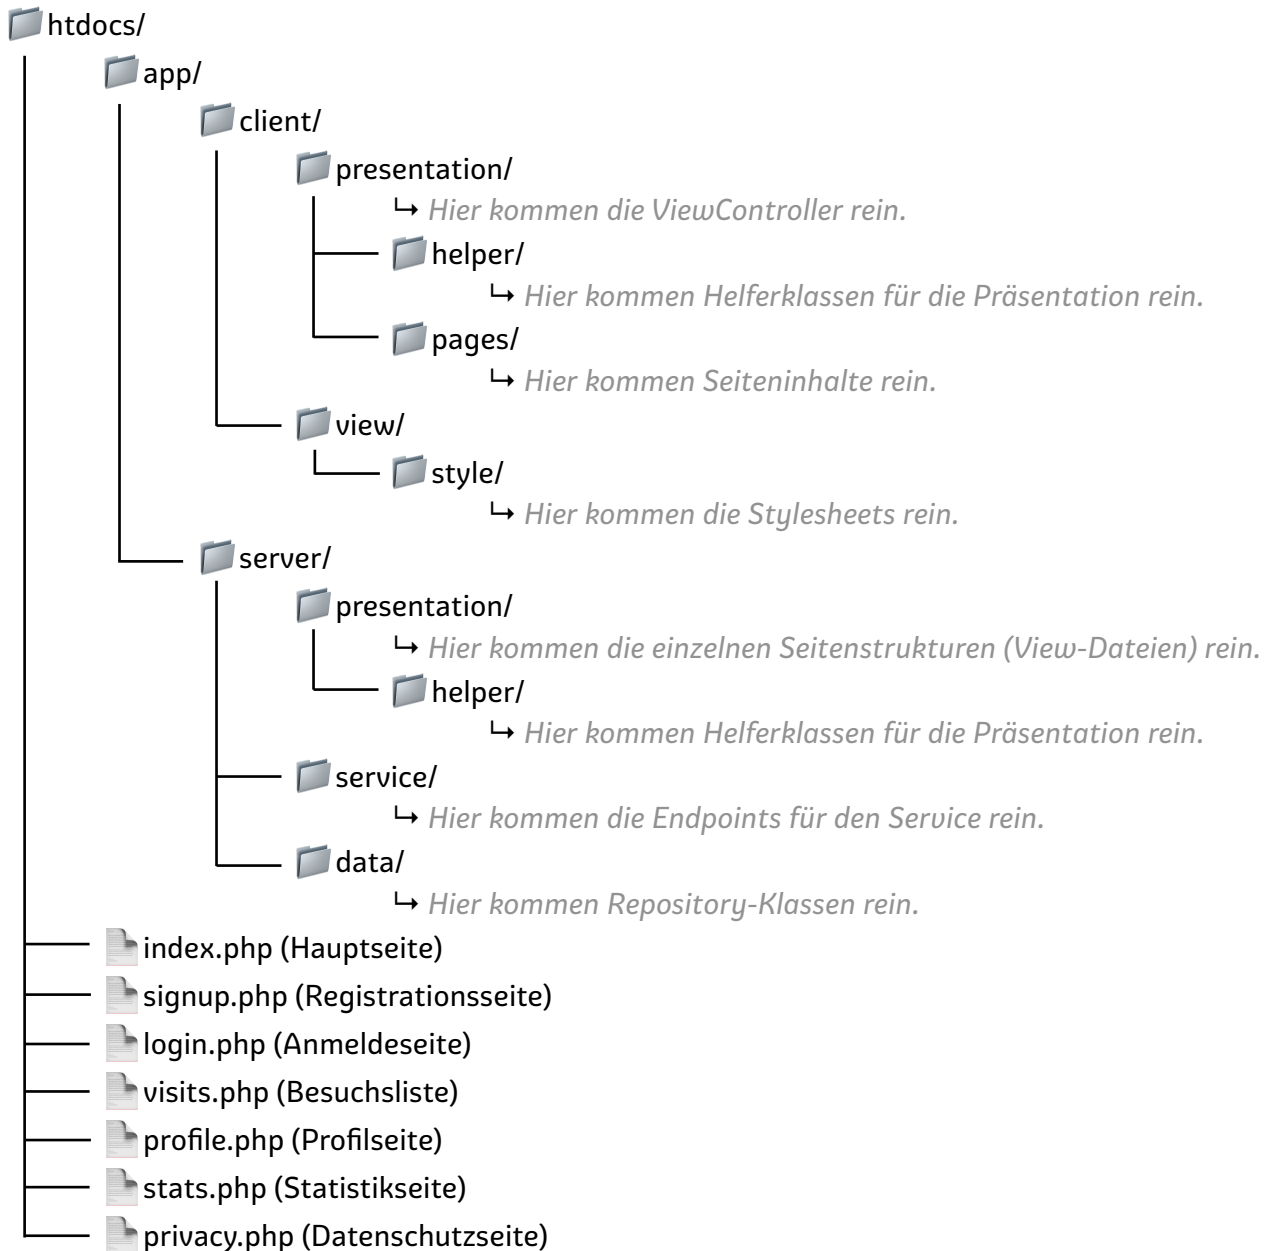 htdocs/
app/
client/
presentation/
Hier kommen die ViewController rein.
helper/
Hier kommen Helferklassen für die Präsentation rein.
pages/
Hier kommen Seiteninhalte rein.
view/
style/
Hier kommen die Stylesheets rein.
server/
presentation/
Hier kommen die einzelnen Seitenstrukturen (View-Dateien) rein.
helper/
Hier kommen Helferklassen für die Präsentation rein.
service/
Hier kommen die Endpoints für den Service rein.
data/
Hier kommen Repository-Klassen rein.
index.php (Hauptseite)
signup.php (Registrationsseite)
login.php (Anmeldeseite)
visits.php (Besuchsliste)
profile.php (Profilseite)
stats.php (Statistikseite)
privacy.php (Datenschutzseite)